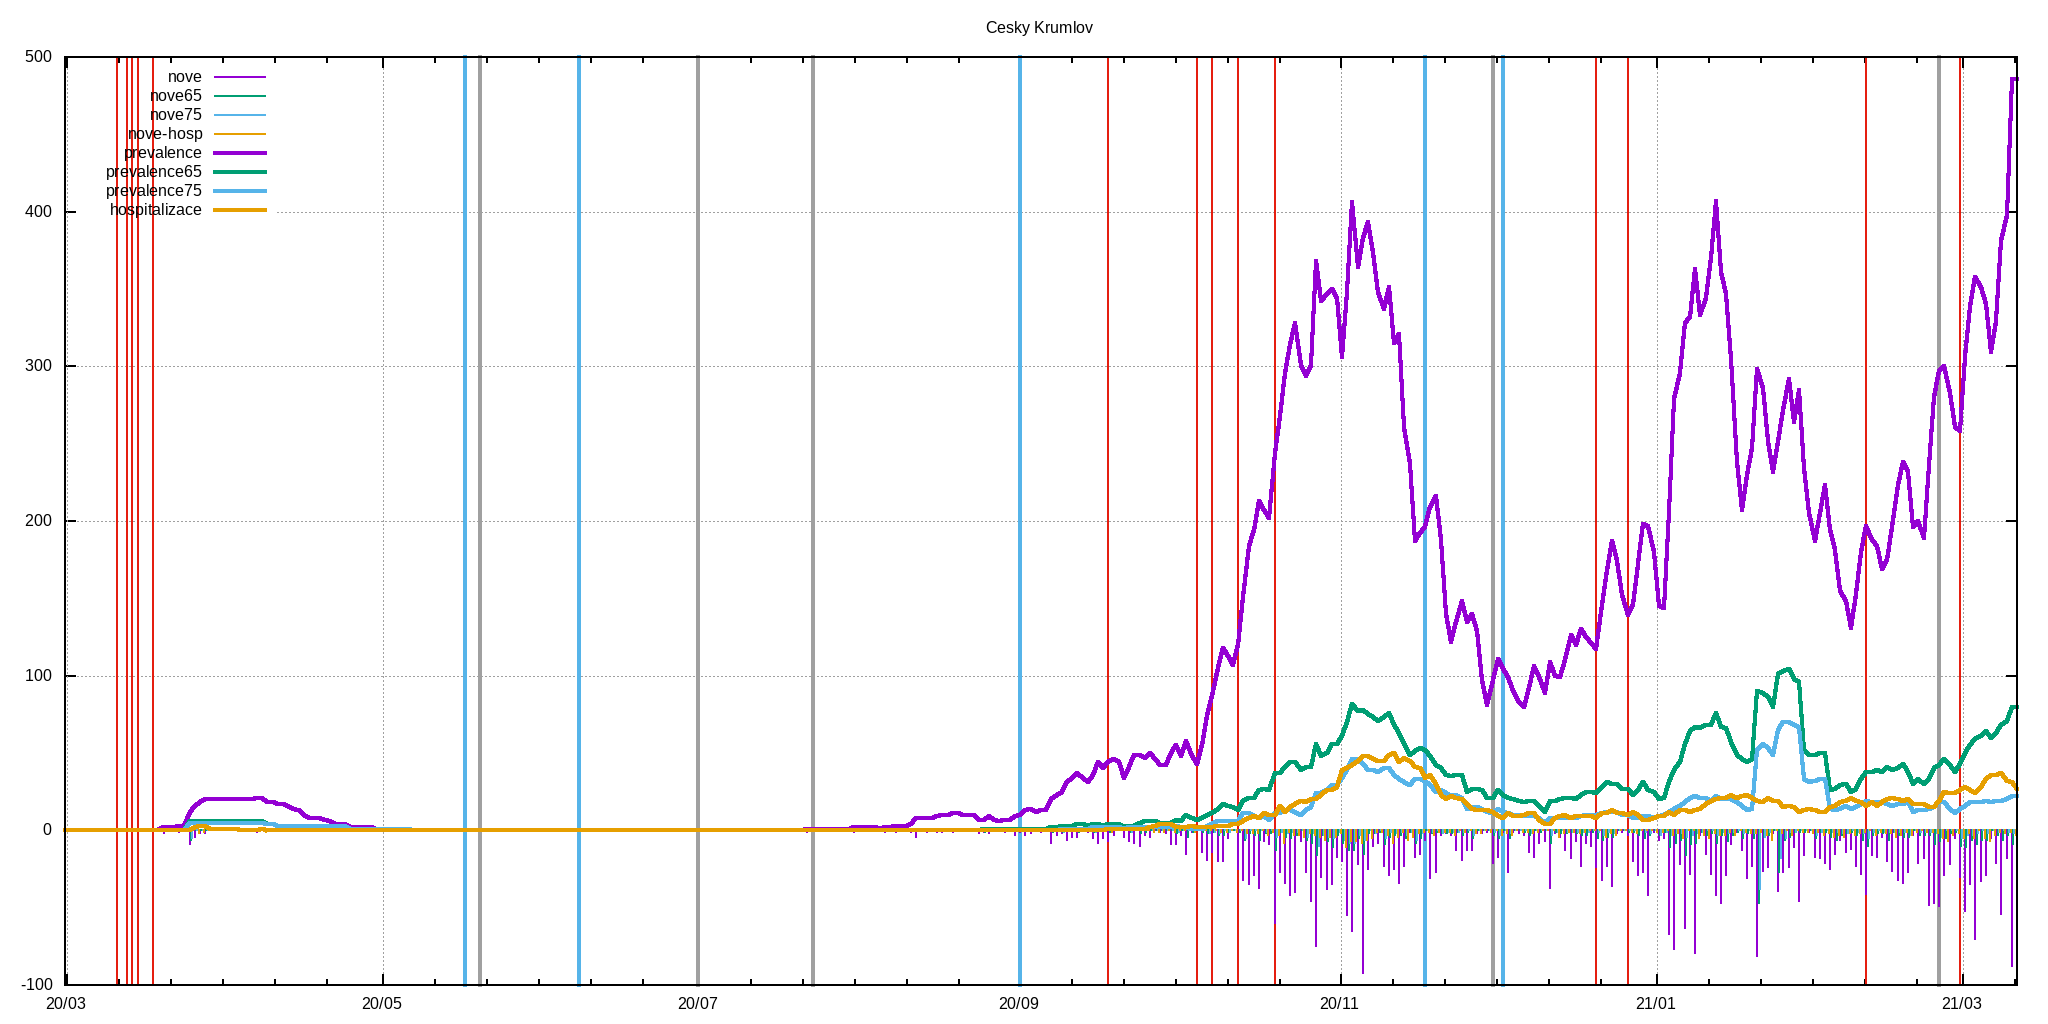 Cesky Krumlov
500
400
300
200
100
0
-100
nove
nove65
nove75
nove-hosp
prevalence
prevalence65
prevalence75
hospitalizace
20/03 20/05 20/07 20/09 20/11 21/01 21/03